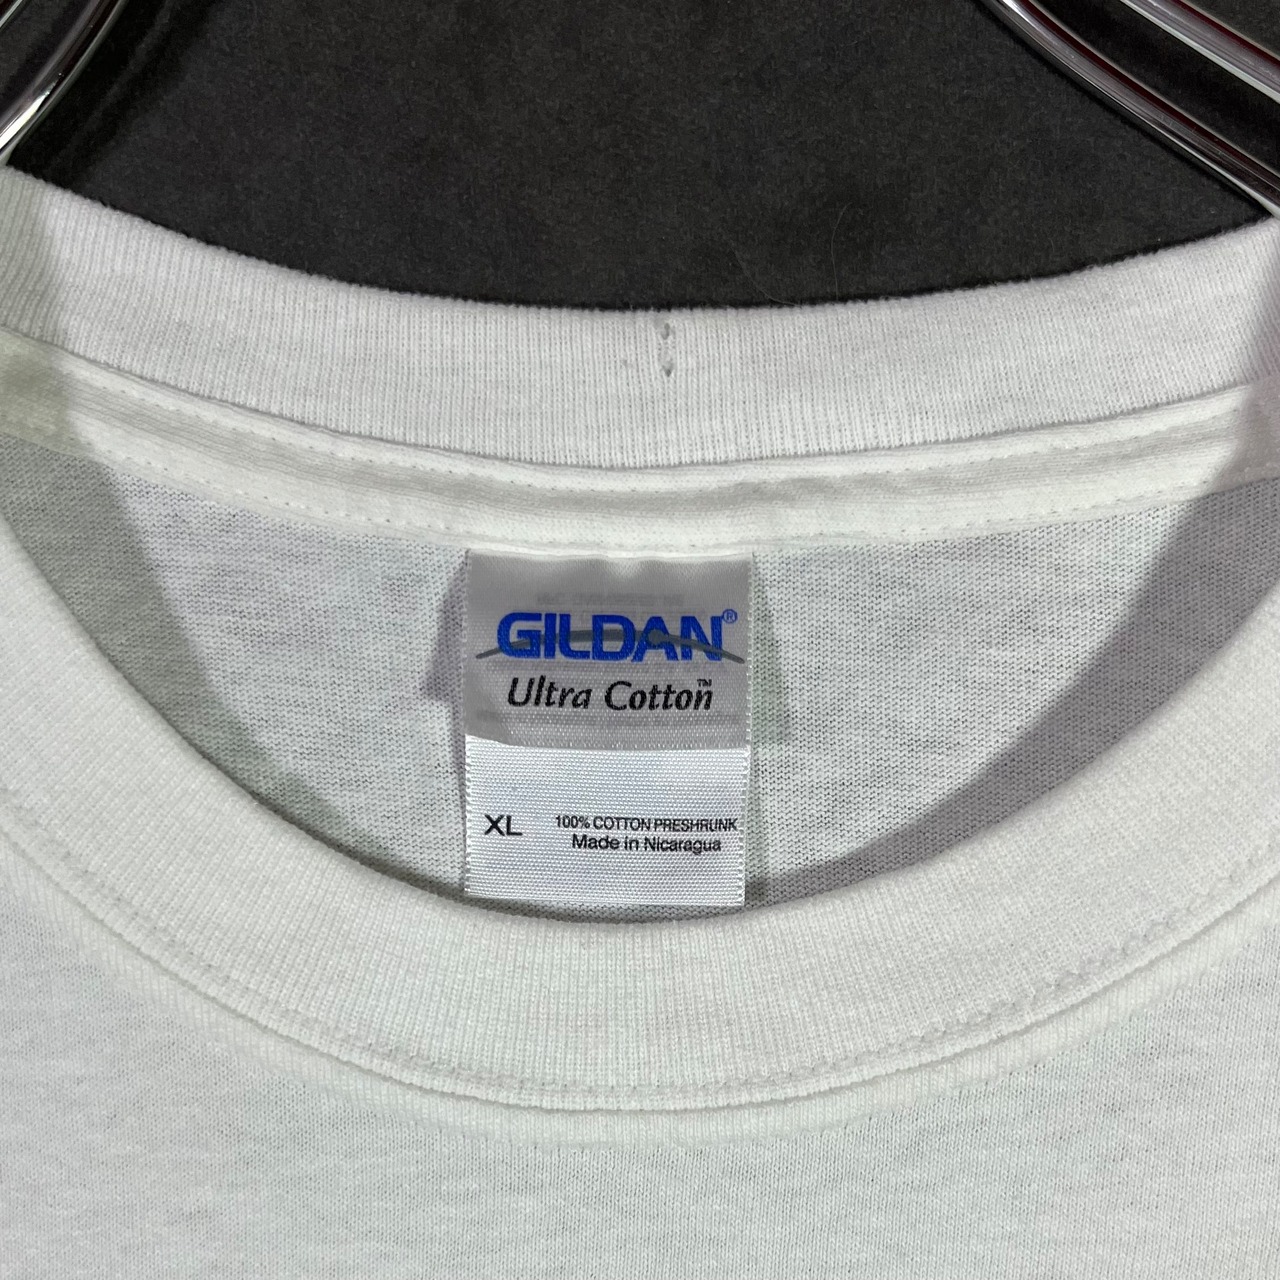 GILDAN®
Ultra Cotton™
XL 100% COTTON PRESHRUNK
Made in Nicaragua